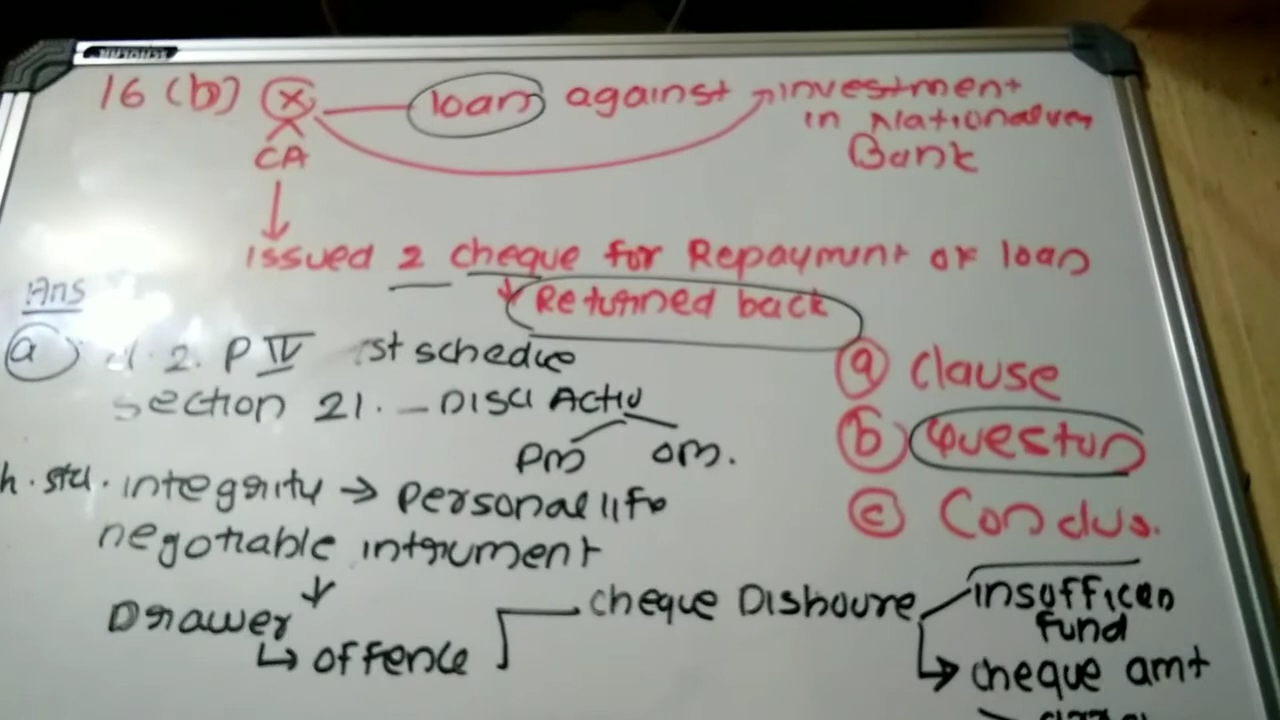 16 (b) X loan against investment
in Nationalised
Bank
CA
Issued 2 cheque for Repayment of loan
Returned back
Ans
a 2. P IV st schedule
section 21. – Disci Actio
PM OM.
h. std. integrity → personal life
negotiable intrument
Drawer
↳ offence
cheque Dishoure
insufficen
fund
cheque amt
a Clause
b Question
c Conclus.